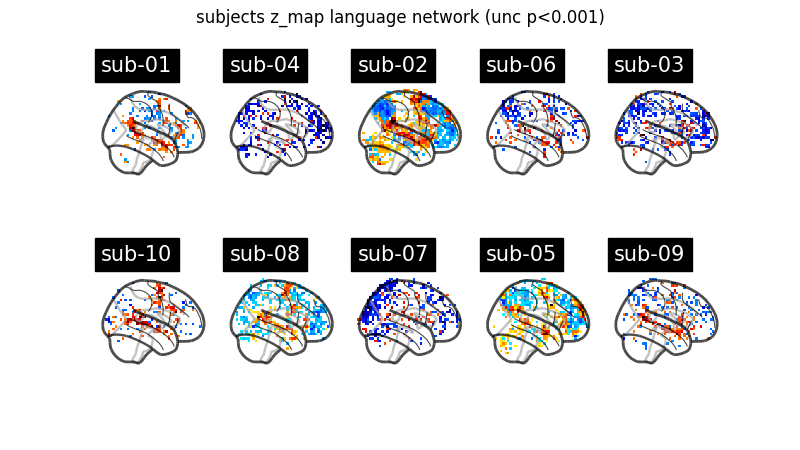 subjects z_map language network (unc p<0.001)
sub-01 sub-04 sub-02 sub-06 sub-03
sub-10 sub-08 sub-07 sub-05 sub-09